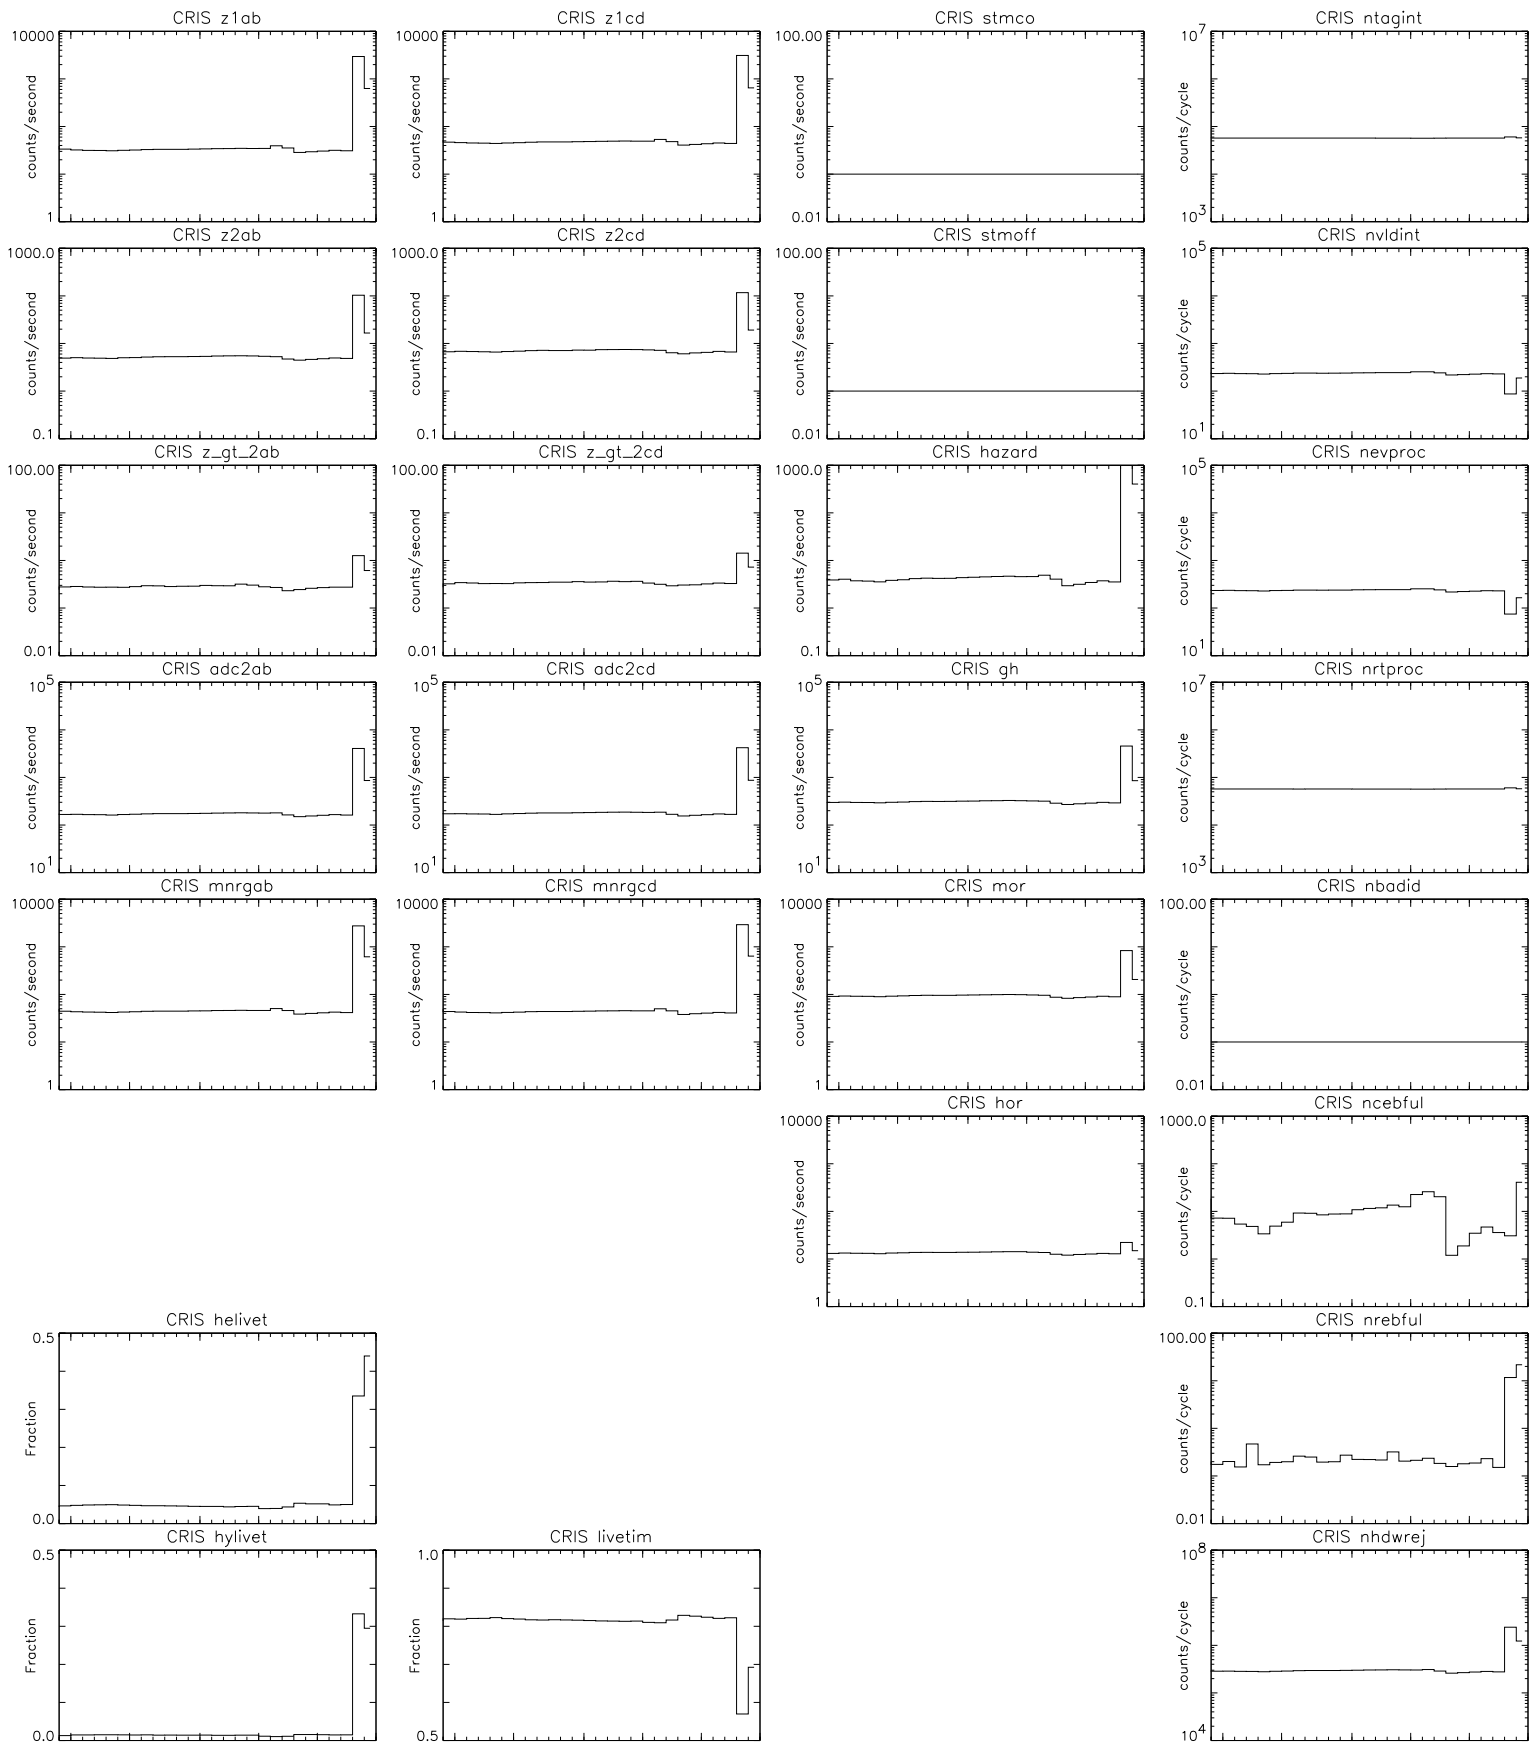 CRIS z1ab
10000
counts/second
1
CRIS z1cd
10000
counts/second
1
CRIS stmco
100.00
counts/second
0.01
CRIS ntagint
10^7
counts/cycle
10^3
CRIS z2ab
1000.0
counts/second
0.1
CRIS z2cd
1000.0
counts/second
0.1
CRIS stmoff
100.00
counts/second
0.01
CRIS nvldint
10^5
counts/cycle
10^1
CRIS z_gt_2ab
100.00
counts/second
0.01
CRIS z_gt_2cd
100.00
counts/second
0.01
CRIS hazard
1000.0
counts/second
0.1
CRIS nevproc
10^5
counts/cycle
10^1
CRIS adc2ab
10^5
counts/second
10^1
CRIS adc2cd
10^5
counts/second
10^1
CRIS gh
10^5
counts/second
10^1
CRIS nrtproc
10^7
counts/cycle
10^3
CRIS mnrgab
10000
counts/second
1
CRIS mnrgcd
10000
counts/second
1
CRIS mor
10000
counts/second
1
CRIS nbadid
100.00
counts/cycle
0.01
CRIS hor
10000
counts/second
1
CRIS ncebful
1000.0
counts/cycle
0.1
CRIS helivet
0.5
Fraction
0.0
CRIS nrebful
100.00
counts/cycle
0.01
CRIS hylivet
0.5
Fraction
0.0
CRIS livetim
1.0
Fraction
0.5
CRIS nhdwrej
10^8
counts/cycle
10^4